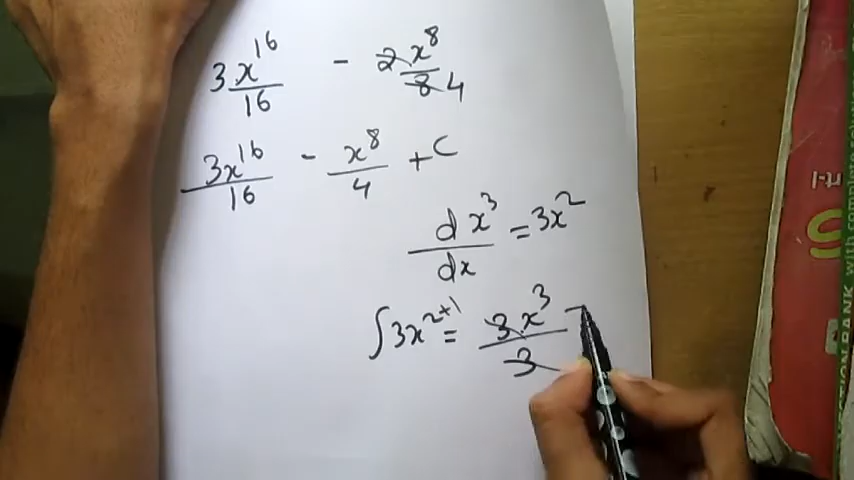 3x^16/16 - 2x^8/8 4
3x^16/16 - x^8/4 + C
d x^3/dx = 3x^2
∫3x^2+1 = 3x^3/3